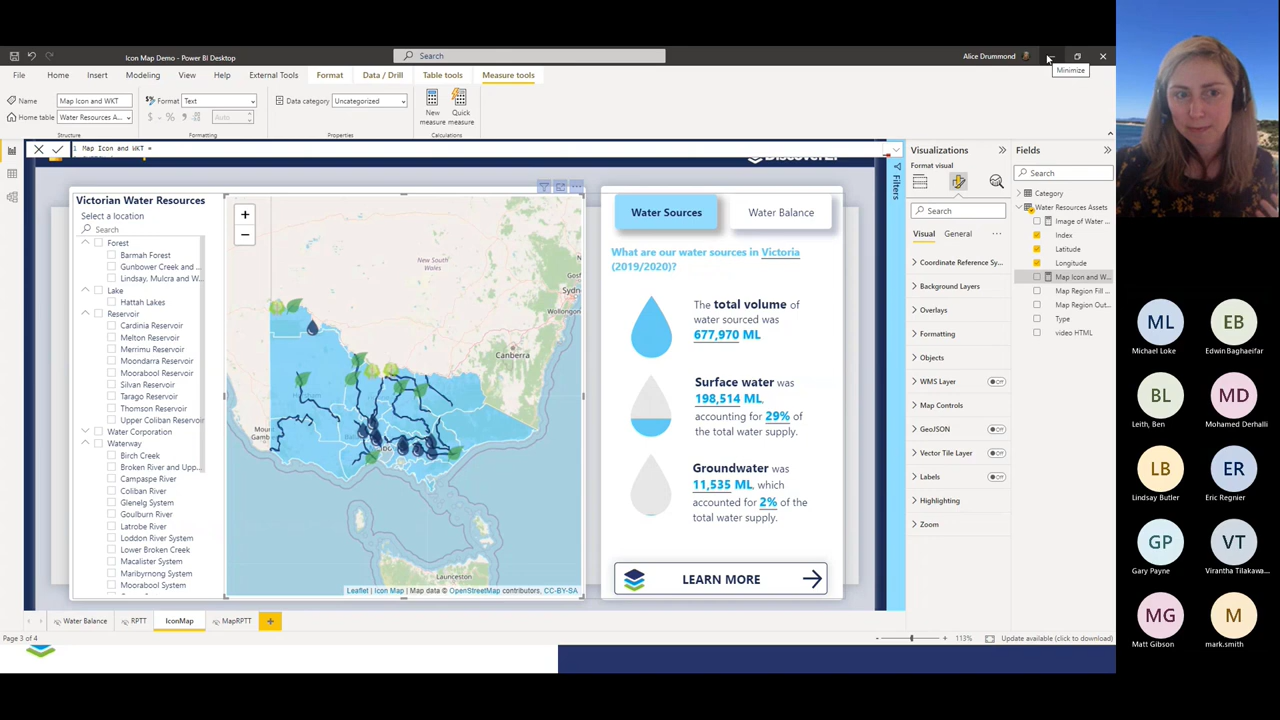 Icon Map Demo - Power BI Desktop
Search
Alice Drummond
Minimize
File Home Insert Modeling View Help External Tools Format Data / Drill Table tools Measure tools
Name Map Icon and WKT
Home table Water Resources A...
Structure
Format Text
$ % Auto
Formatting
Data category Uncategorized
Properties
New measure
Quick measure
Calculations
1 Map Icon and WKT =
Victorian Water Resources
Select a location
Search
Forest
Barmah Forest
Gunbower Creek and ...
Lindsay, Mulcra and W...
Lake
Hattah Lakes
Reservoir
Cardinia Reservoir
Melton Reservoir
Merrimu Reservoir
Moondarra Reservoir
Moorabool Reservoir
Silvan Reservoir
Tarago Reservoir
Thomson Reservoir
Upper Coliban Reservoir
Water Corporation
Waterway
Birch Creek
Broken River and Upp...
Campaspe River
Coliban River
Glenelg System
Goulburn River
Latrobe River
Loddon River System
Lower Broken Creek
Macalister System
Maribyrnong System
Moorabool System
+
−
New South
Wales
Sydn
Wollongong
Canberra
Launceston
Leaflet | Icon Map | Map data © OpenStreetMap contributors, CC-BY-SA
Water Sources
Water Balance
What are our water sources in Victoria
(2019/2020)?
The total volume of
water sourced was
677,970 ML
Surface water was
198,514 ML,
accounting for 29% of
the total water supply.
Groundwater was
11,535 ML, which
accounted for 2% of the
total water supply.
LEARN MORE
Filters
Visualizations
Format visual
Search
Visual General
Coordinate Reference Sy...
Background Layers
Overlays
Formatting
Objects
WMS Layer Off
Map Controls
GeoJSON Off
Vector Tile Layer Off
Labels Off
Highlighting
Zoom
Fields
Search
Category
Water Resources Assets
Image of Water ...
Index
Latitude
Longitude
Map Icon and W...
Map Region Fill ...
Map Region Out...
Type
video HTML
Water Balance RPTT IconMap MapRPTT +
Page 3 of 4
113%
Update available (click to download)
ML
Michael Loke
EB
Edwin Baghaeifar
BL
Leith, Ben
MD
Mohamed Derhalli
LB
Lindsay Butler
ER
Eric Regnier
GP
Gary Payne
VT
Virantha Tilakawa...
MG
Matt Gibson
M
mark.smith